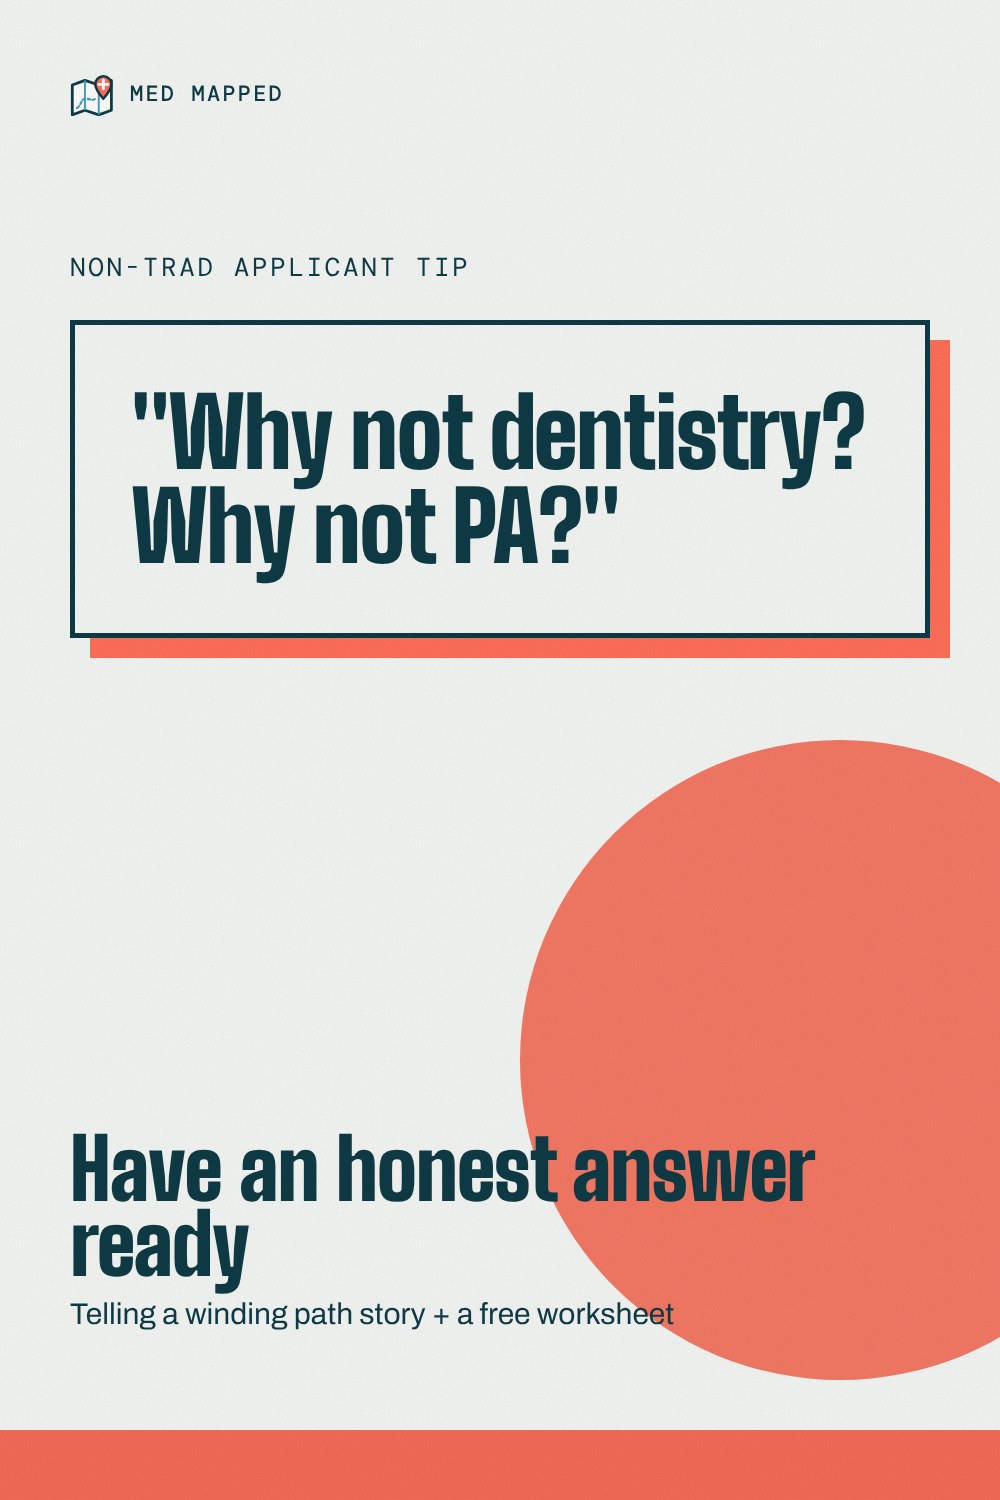 MED MAPPED
NON-TRAD APPLICANT TIP
"Why not dentistry?
Why not PA?"
Have an honest answer
ready
Telling a winding path story + a free worksheet